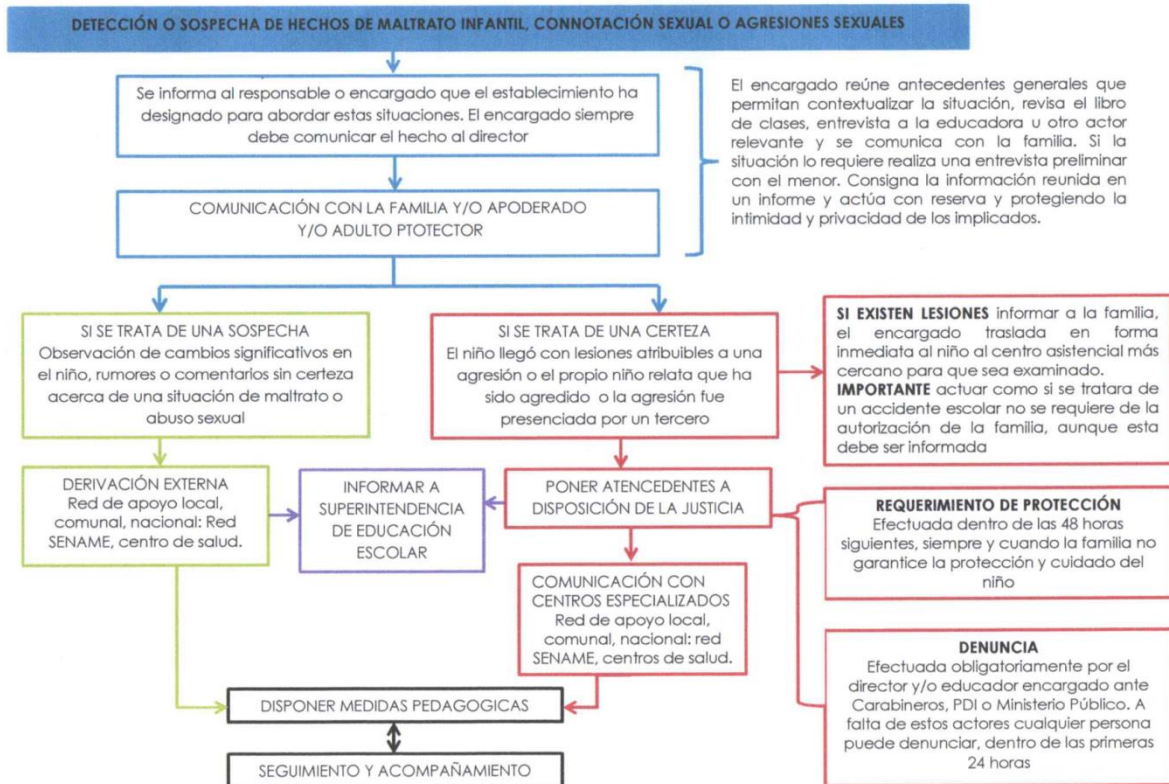 DETECCIÓN O SOSPECHA DE HECHOS DE MALTRATO INFANTIL, CONNOTACIÓN SEXUAL O AGRESIONES SEXUALES
Se informa al responsable o encargado que el establecimiento ha
designado para abordar estas situaciones. El encargado siempre
debe comunicar el hecho al director
El encargado reúne antecedentes generales que
permitan contextualizar la situación, revisa el libro
de clases, entrevista a la educadora u otro actor
relevante y se comunica con la familia. Si la
situación lo requiere realiza una entrevista preliminar
con el menor. Consigna la información reunida en
un informe y actúa con reserva y protegiendo la
intimidad y privacidad de los implicados.
COMUNICACIÓN CON LA FAMILIA Y/O APODERADO
Y/O ADULTO PTOTECTOR
SI SE TRATA DE UNA SOSPECHA
Observación de cambios significativos en
el niño, rumores o comentarios sin certeza
acerca de una situación de maltrato o
abuso sexual
SI SE TRATA DE UNA CERTEZA
El niño llegó con lesiones atribuibles a una
agresión o el propio niño relata que ha
sido agredido o la agresión fue
presenciada por un tercero
SI EXISTEN LESIONES informar a la familia,
el encargado traslada en forma
inmediata al niño al centro asistencial más
cercano para que sea examinado.
IMPORTANTE actuar como si se tratara de
un accidente escolar no se requiere de la
autorización de la familia, aunque esta
debe ser informada
DERIVACIÓN EXTERNA
Red de apoyo local,
comunal, nacional: Red
SENAME, centro de salud.
INFORMAR A
SUPERINTENDENCIA
DE EDUCACIÓN
ESCOLAR
PONER ATENCEDENTES A
DISPOSICIÓN DE LA JUSTICIA
REQUERIMIENTO DE PROTECCIÓN
Efectuada dentro de las 48 horas
siguientes, siempre y cuando la familia no
garantice la protección y cuidado del
niño
COMUNICACIÓN CON
CENTROS ESPECIALIZADOS
Red de apoyo local,
comunal, nacional: red
SENAME, centros de salud.
DENUNCIA
Efectuada obligatoriamente por el
director y/o educador encargado ante
Carabineros, PDI o Ministerio Público. A
falta de estos actores cualquier persona
puede denunciar, dentro de las primeras
24 horas
DISPONER MEDIDAS PEDAGOGICAS
SEGUIMIENTO Y ACOMPAÑAMIENTO